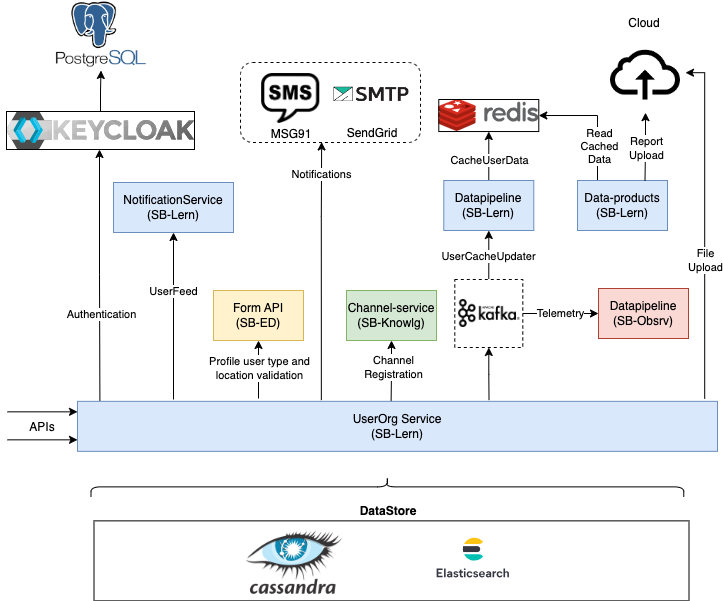 Cloud
PostgreSQL
KEYCLOAK
SMS
SMTP
MSG91
SendGrid
redis
Read
Cached
Data
Report
Upload
Notifications
CacheUserData
NotificationService
(SB-Lern)
Datapipeline
(SB-Lern)
Data-products
(SB-Lern)
UserCacheUpdater
File
Upload
UserFeed
Authentication
Form API
(SB-ED)
Channel-service
(SB-Knowlg)
kafka
Telemetry
Datapipeline
(SB-Obsrv)
Profile user type and
location validation
Channel
Registration
APIs
UserOrg Service
(SB-Lern)
DataStore
cassandra
Elasticsearch